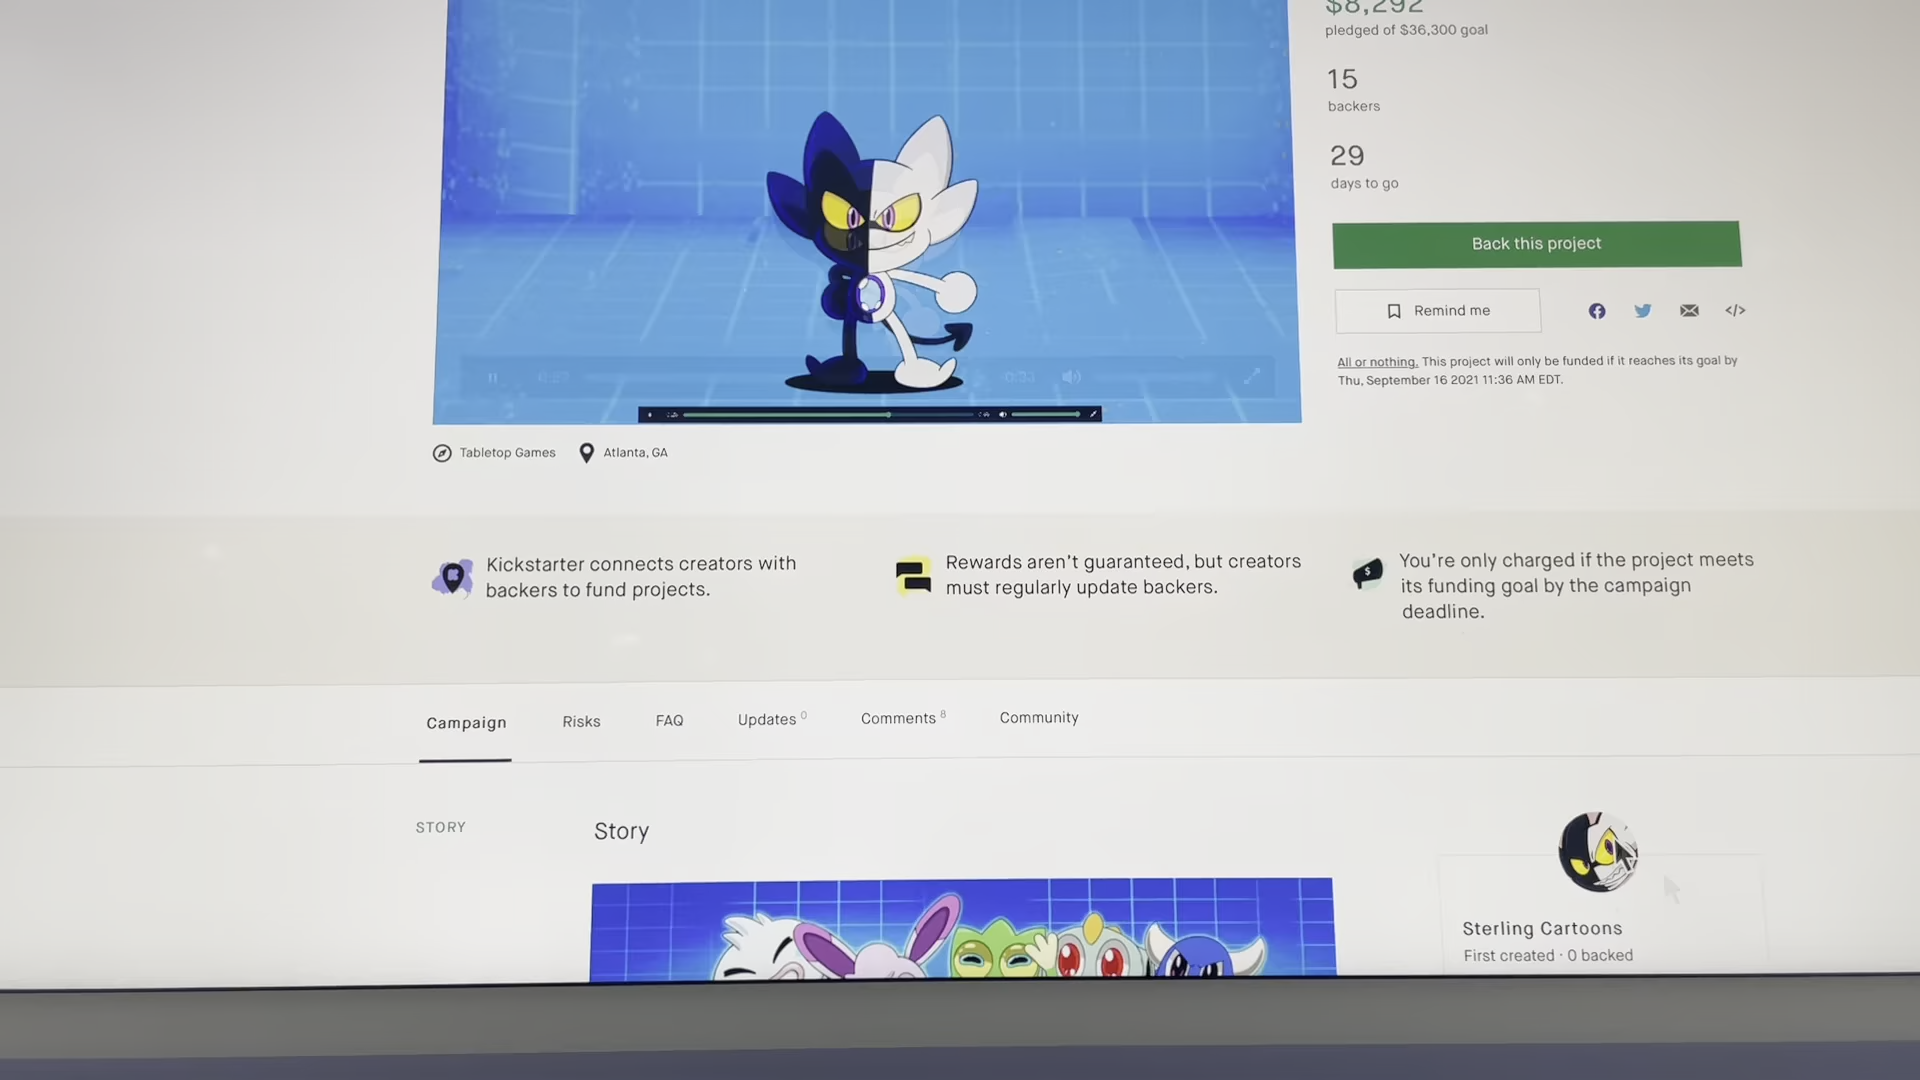 $8,292
pledged of $36,300 goal
15
backers
29
days to go
Back this project
Remind me
All or nothing. This project will only be funded if it reaches its goal by
Thu, September 16 2021 11:36 AM EDT.
Tabletop Games
Atlanta, GA
Kickstarter connects creators with
backers to fund projects.
Rewards aren't guaranteed, but creators
must regularly update backers.
You're only charged if the project meets
its funding goal by the campaign
deadline.
Campaign
Risks
FAQ
Updates 0
Comments 8
Community
STORY
Story
Sterling Cartoons
First created · 0 backed